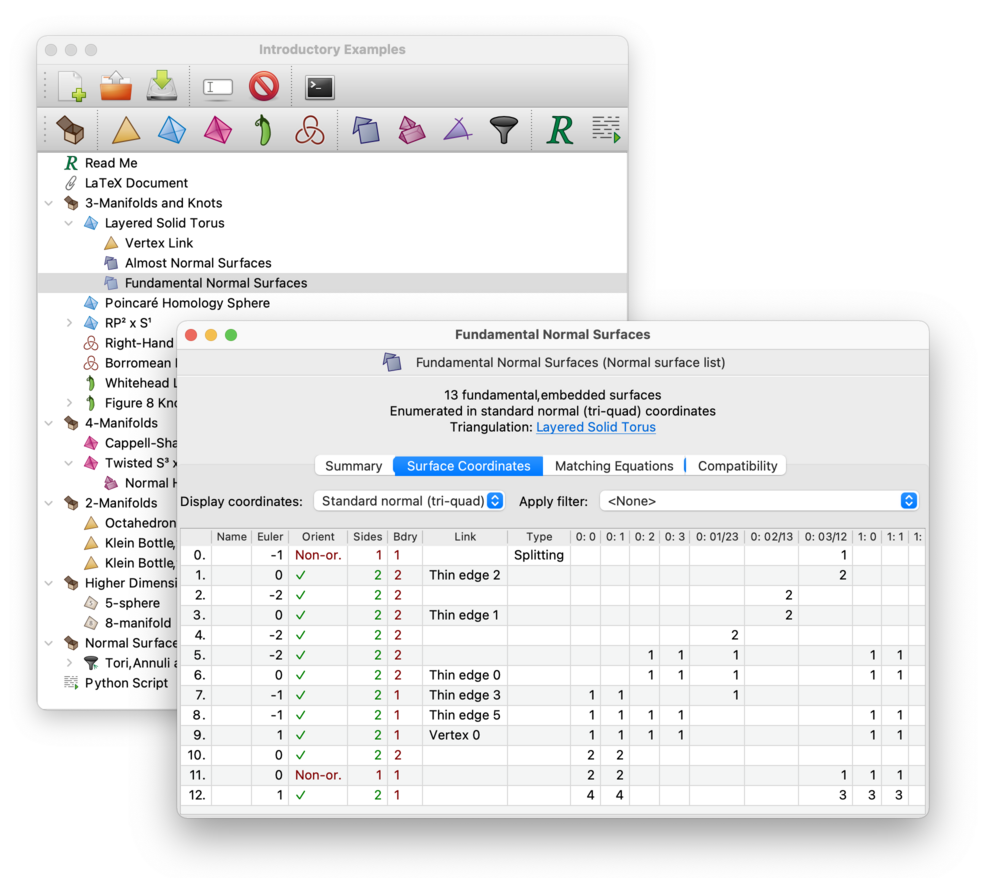 Introductory Examples
Read Me
LaTeX Document
3-Manifolds and Knots
Layered Solid Torus
Vertex Link
Almost Normal Surfaces
Fundamental Normal Surfaces
Poincaré Homology Sphere
RP² x S¹
Right-Hand
Borromean
Whitehead
Figure 8 Kno
4-Manifolds
Cappell-Sha
Twisted S³ x
Normal H
2-Manifolds
Octahedron
Klein Bottle,
Klein Bottle,
Higher Dimensi
5-sphere
8-manifold
Normal Surface
Tori,Annuli a
Python Script
Fundamental Normal Surfaces
Fundamental Normal Surfaces (Normal surface list)
13 fundamental,embedded surfaces
Enumerated in standard normal (tri-quad) coordinates
Triangulation: Layered Solid Torus
Summary Surface Coordinates Matching Equations Compatibility
Display coordinates: Standard normal (tri-quad) Apply filter: <None>
Name Euler Orient Sides Bdry Link Type 0: 0 0: 1 0: 2 0: 3 0: 01/23 0: 02/13 0: 03/12 1: 0 1: 1 1:
0. -1 Non-or. 1 1 Splitting 1
1. 0 ✓ 2 2 Thin edge 2 2
2. -2 ✓ 2 2 2
3. 0 ✓ 2 2 Thin edge 1 2
4. -2 ✓ 2 2 2
5. -2 ✓ 2 2 1 1 1 1 1
6. 0 ✓ 2 2 Thin edge 0 1 1 1 1 1
7. -1 ✓ 2 1 Thin edge 3 1 1 1
8. -1 ✓ 2 1 Thin edge 5 1 1 1 1 1 1
9. 1 ✓ 2 1 Vertex 0 1 1 1 1 1 1
10. 0 ✓ 2 2 2 2
11. 0 Non-or. 1 1 2 2 1 1 1
12. 1 ✓ 2 1 4 4 3 3 3